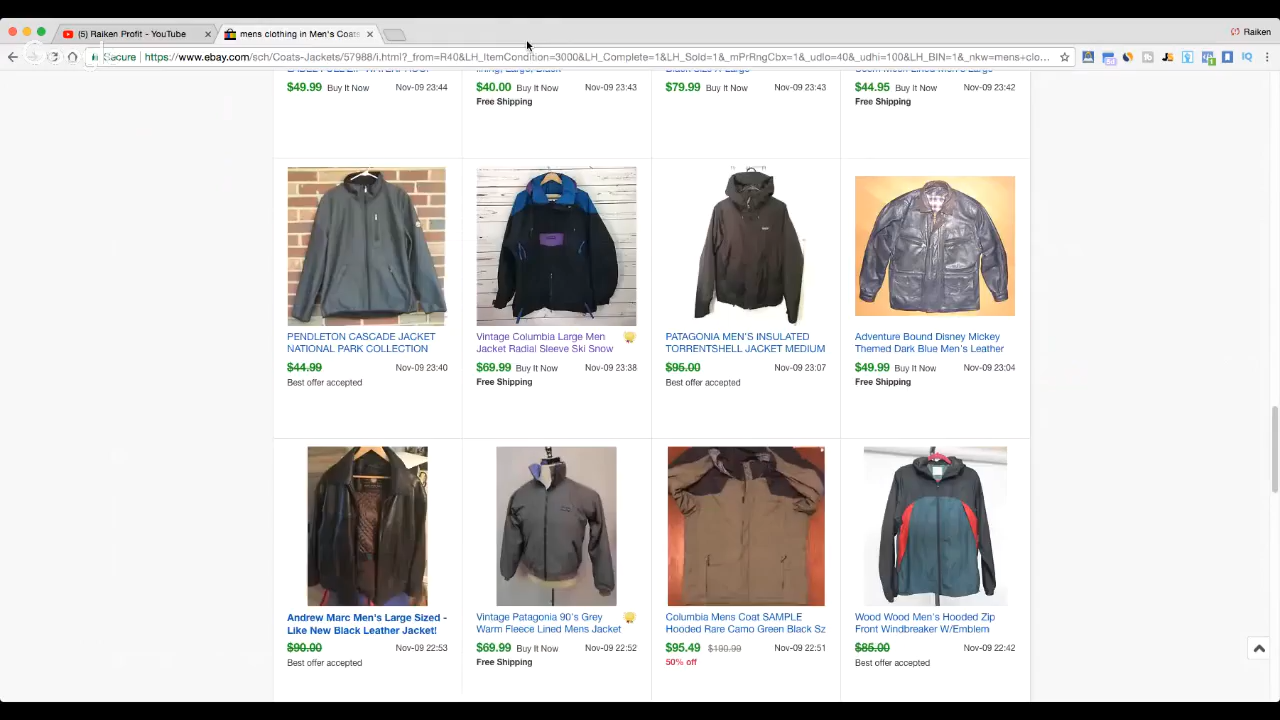 (5) Raiken Profit - YouTube
mens clothing in Men's Coats
Raiken
Secure https://www.ebay.com/sch/Coats-Jackets/57988/i.html?_from=R40&LH_ItemCondition=3000&LH_Complete=1&LH_Sold=1&_mPrRngCbx=1&_udlo=40&_udhi=100&LH_BIN=1&_nkw=mens+clo...
$49.99 Buy It Now Nov-09 23:44
$40.00 Buy It Now Nov-09 23:43
Free Shipping
$79.99 Buy It Now Nov-09 23:43
$44.95 Buy It Now Nov-09 23:42
Free Shipping
PENDLETON CASCADE JACKET
NATIONAL PARK COLLECTION
$44.99 Nov-09 23:40
Best offer accepted
Vintage Columbia Large Men
Jacket Radial Sleeve Ski Snow
$69.99 Buy It Now Nov-09 23:38
Free Shipping
PATAGONIA MEN'S INSULATED
TORRENTSHELL JACKET MEDIUM
$96.00 Nov-09 23:07
Best offer accepted
Adventure Bound Disney Mickey
Themed Dark Blue Men's Leather
$49.99 Buy It Now Nov-09 23:04
Free Shipping
Andrew Marc Men's Large Sized -
Like New Black Leather Jacket!
$90.00 Nov-09 22:53
Best offer accepted
Vintage Patagonia 90's Grey
Warm Fleece Lined Mens Jacket
$69.99 Buy It Now Nov-09 22:52
Free Shipping
Columbia Mens Coat SAMPLE
Hooded Rare Camo Green Black Sz
$95.49 $190.99 Nov-09 22:51
50% off
Wood Wood Men's Hooded Zip
Front Windbreaker W/Emblem
$85.00 Nov-09 22:42
Best offer accepted